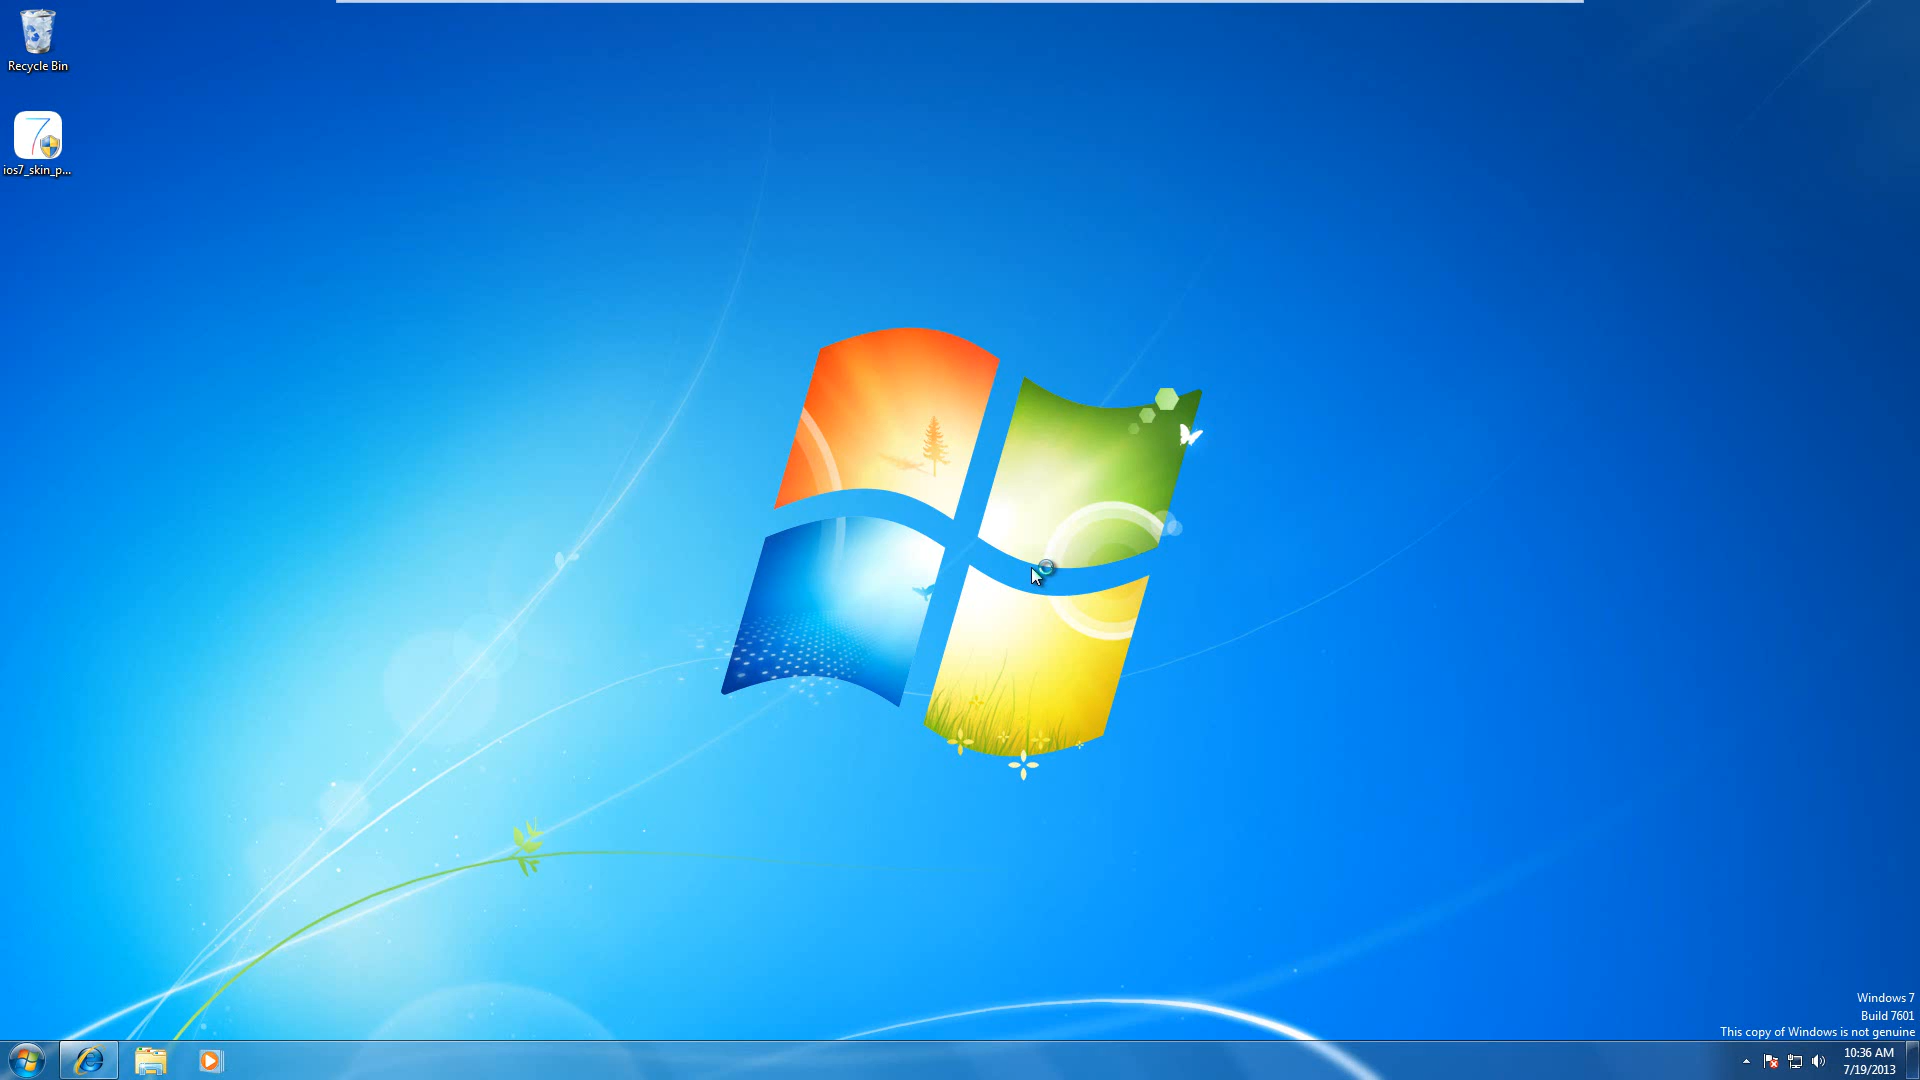 Recycle Bin
7
ios7_skin_p...
Windows 7
Build 7601
This copy of Windows is not genuine
10:36 AM
7/19/2013